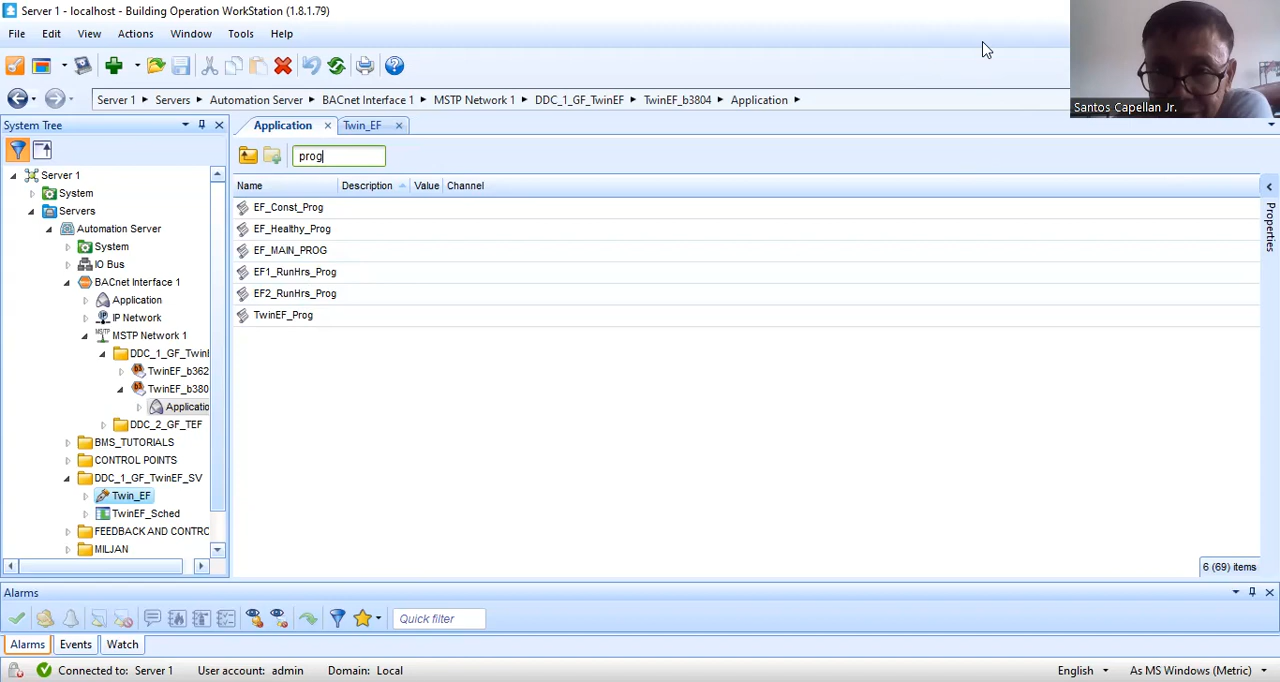 Server 1 - localhost - Building Operation WorkStation (1.8.1.79)
File Edit View Actions Window Tools Help
Santos Capellan Jr.
Server 1 Servers Automation Server BACnet Interface 1 MSTP Network 1 DDC_1_GF_TwinEF TwinEF_b3804 Application
System Tree
Application Twin_EF
prog
Name Description Value Channel
EF_Const_Prog
EF_Healthy_Prog
EF_MAIN_PROG
EF1_RunHrs_Prog
EF2_RunHrs_Prog
TwinEF_Prog
Properties
6 (69) items
Server 1
System
Servers
Automation Server
System
IO Bus
BACnet Interface 1
Application
IP Network
MSTP Network 1
DDC_1_GF_TwinE
TwinEF_b362
TwinEF_b380
Applicatio
DDC_2_GF_TEF
BMS_TUTORIALS
CONTROL POINTS
DDC_1_GF_TwinEF_SV
Twin_EF
TwinEF_Sched
FEEDBACK AND CONTRC
MILJAN
Alarms
Quick filter
Alarms Events Watch
Connected to: Server 1 User account: admin Domain: Local English As MS Windows (Metric)